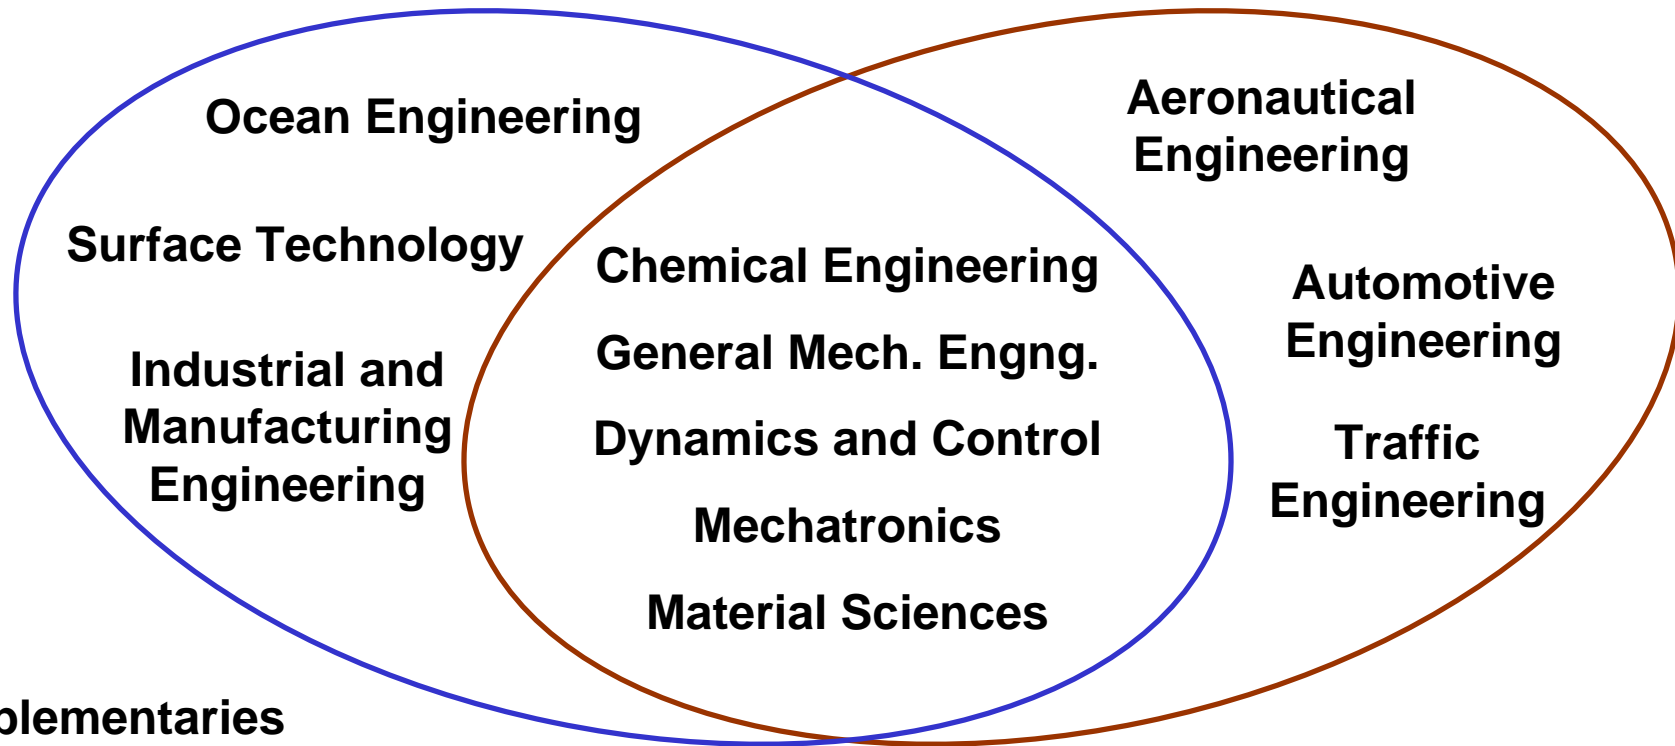 Ocean Engineering
Surface Technology
Industrial and
Manufacturing
Engineering
Chemical Engineering
General Mech. Engng.
Dynamics and Control
Mechatronics
Material Sciences
Aeronautical
Engineering
Automotive
Engineering
Traffic
Engineering